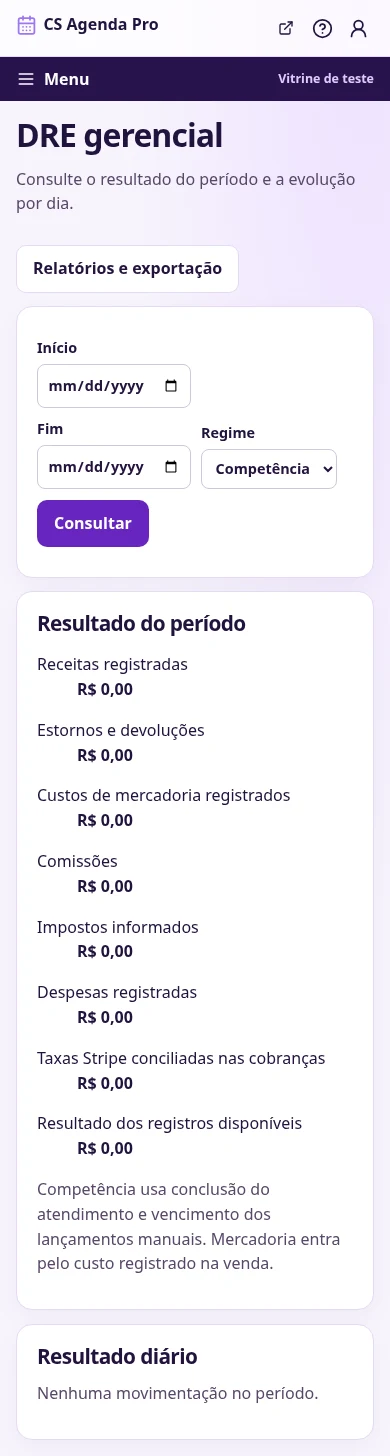 CS Agenda Pro
Menu
Vitrine de teste
DRE gerencial
Consulte o resultado do período e a evolução
por dia.
Relatórios e exportação
Início
mm/dd/yyyy
Fim
Regime
mm/dd/yyyy
Competência
Consultar
Resultado do período
Receitas registradas
R$ 0,00
Estornos e devoluções
R$ 0,00
Custos de mercadoria registrados
R$ 0,00
Comissões
R$ 0,00
Impostos informados
R$ 0,00
Despesas registradas
R$ 0,00
Taxas Stripe conciliadas nas cobranças
R$ 0,00
Resultado dos registros disponíveis
R$ 0,00
Competência usa conclusão do
atendimento e vencimento dos
lançamentos manuais. Mercadoria entra
pelo custo registrado na venda.
Resultado diário
Nenhuma movimentação no período.